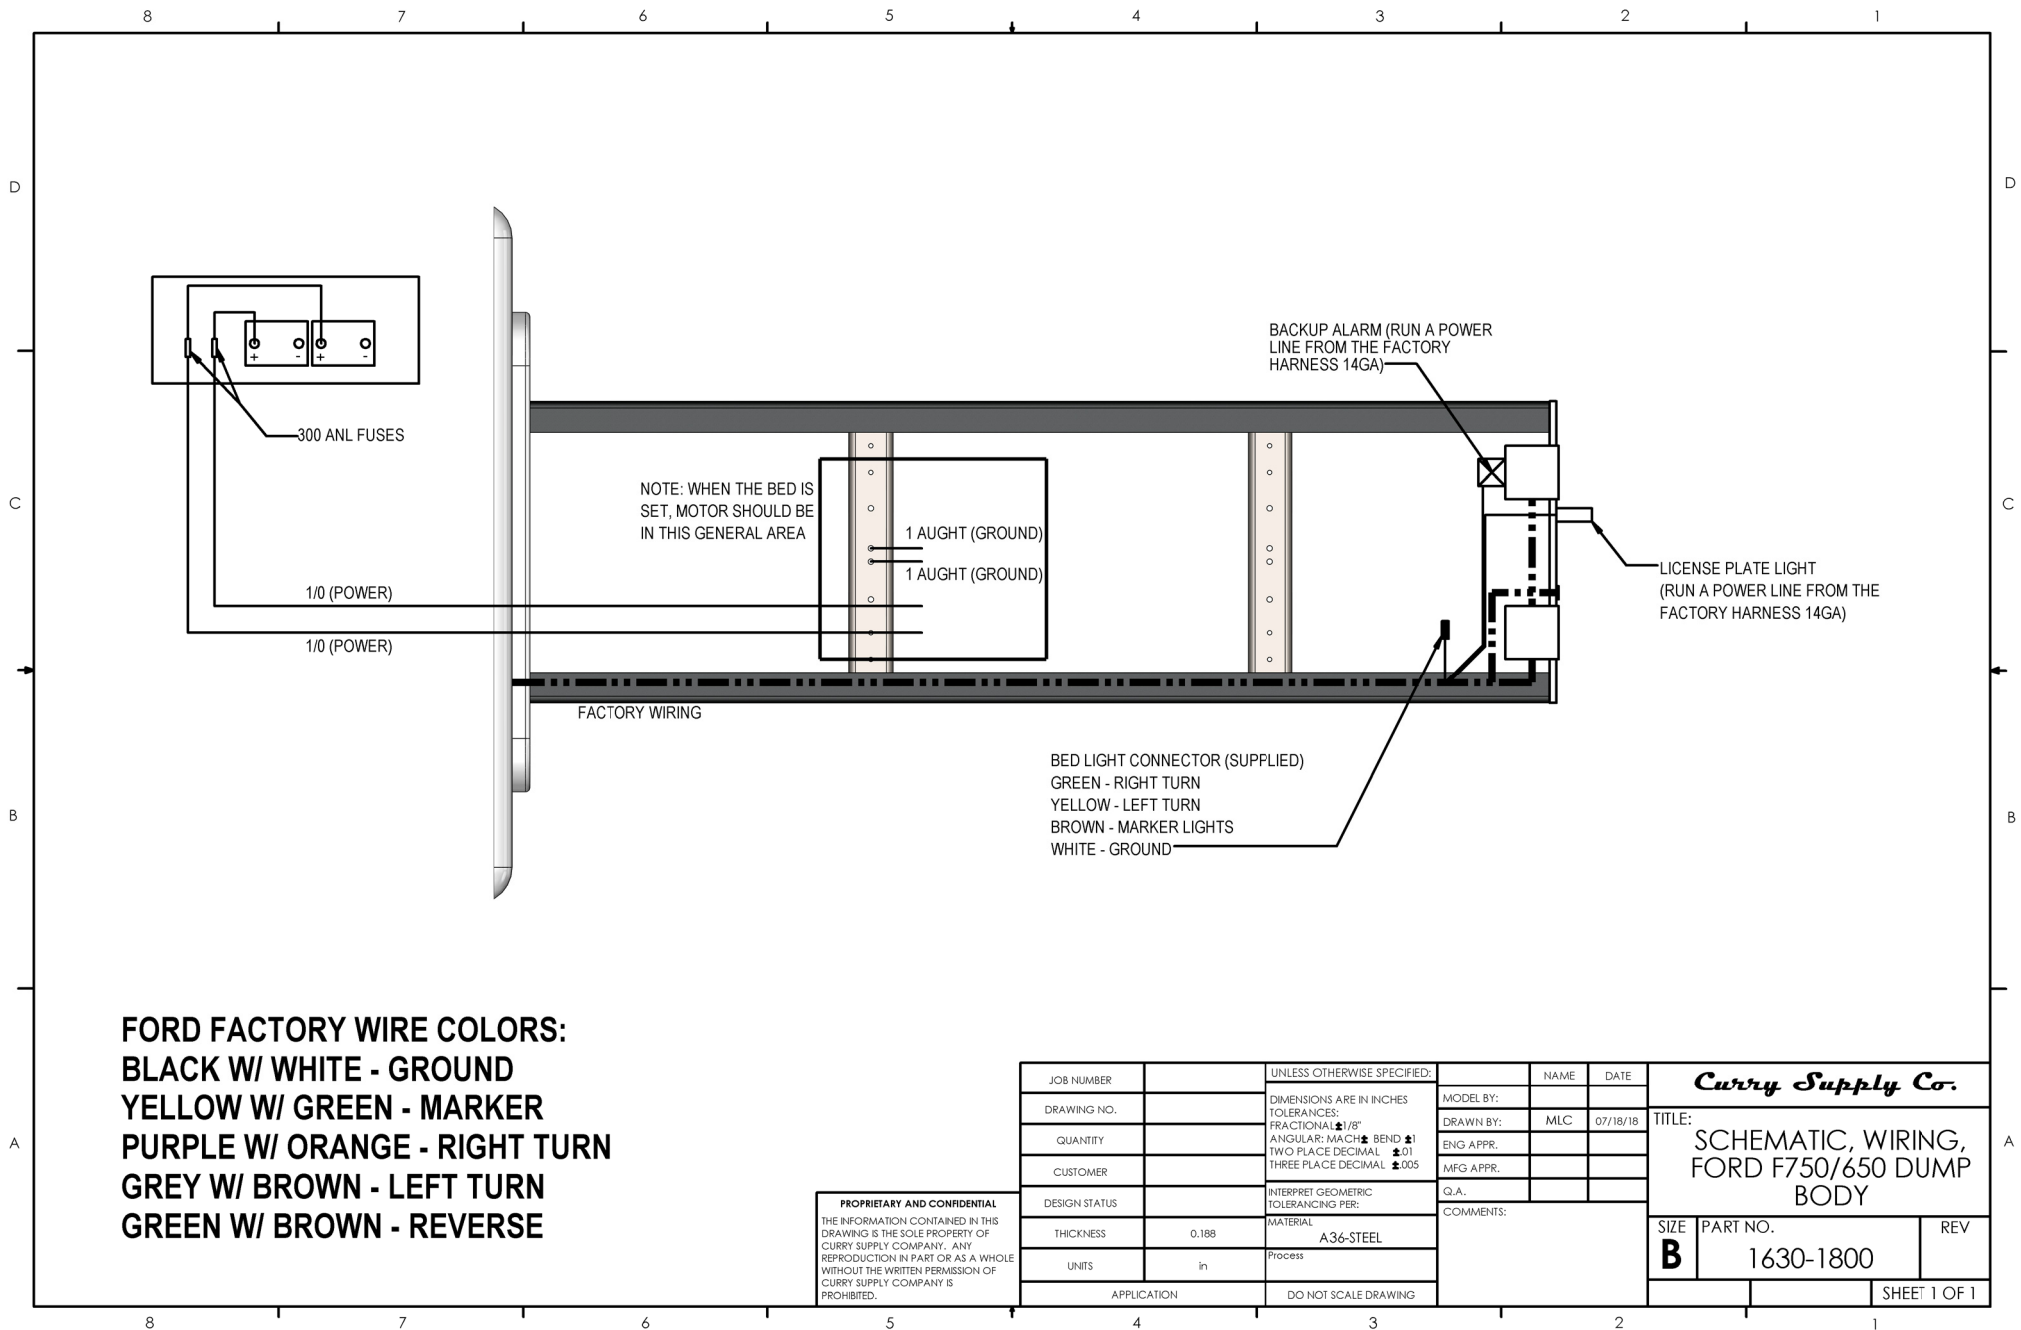 8 7 6 5 4 3 2 1
D
D
300 ANL FUSES
+ - + -
BACKUP ALARM (RUN A POWER
LINE FROM THE FACTORY
HARNESS 14GA)
C
C
NOTE: WHEN THE BED IS
SET, MOTOR SHOULD BE
IN THIS GENERAL AREA
1 AUGHT (GROUND)
1 AUGHT (GROUND)
1/0 (POWER)
1/0 (POWER)
LICENSE PLATE LIGHT
(RUN A POWER LINE FROM THE
FACTORY HARNESS 14GA)
FACTORY WIRING
BED LIGHT CONNECTOR (SUPPLIED)
GREEN - RIGHT TURN
YELLOW - LEFT TURN
BROWN - MARKER LIGHTS
WHITE - GROUND
B
B
FORD FACTORY WIRE COLORS:
BLACK W/ WHITE - GROUND
YELLOW W/ GREEN - MARKER
PURPLE W/ ORANGE - RIGHT TURN
GREY W/ BROWN - LEFT TURN
GREEN W/ BROWN - REVERSE
A
A
PROPRIETARY AND CONFIDENTIAL
THE INFORMATION CONTAINED IN THIS
DRAWING IS THE SOLE PROPERTY OF
CURRY SUPPLY COMPANY. ANY
REPRODUCTION IN PART OR AS A WHOLE
WITHOUT THE WRITTEN PERMISSION OF
CURRY SUPPLY COMPANY IS
PROHIBITED.
JOB NUMBER
DRAWING NO.
QUANTITY
CUSTOMER
DESIGN STATUS
THICKNESS 0.188
UNITS in
APPLICATION
UNLESS OTHERWISE SPECIFIED:
DIMENSIONS ARE IN INCHES
TOLERANCES:
FRACTIONAL±1/8"
ANGULAR: MACH± BEND ±1
TWO PLACE DECIMAL ±.01
THREE PLACE DECIMAL ±.005
INTERPRET GEOMETRIC
TOLERANCING PER:
MATERIAL
A36-STEEL
Process
DO NOT SCALE DRAWING
NAME DATE
MODEL BY:
DRAWN BY: MLC 07/18/18
ENG APPR.
MFG APPR.
Q.A.
COMMENTS:
Curry Supply Co.
TITLE:
SCHEMATIC, WIRING,
FORD F750/650 DUMP
BODY
SIZE PART NO. REV
B 1630-1800
SHEET 1 OF 1
8 7 6 5 4 3 2 1